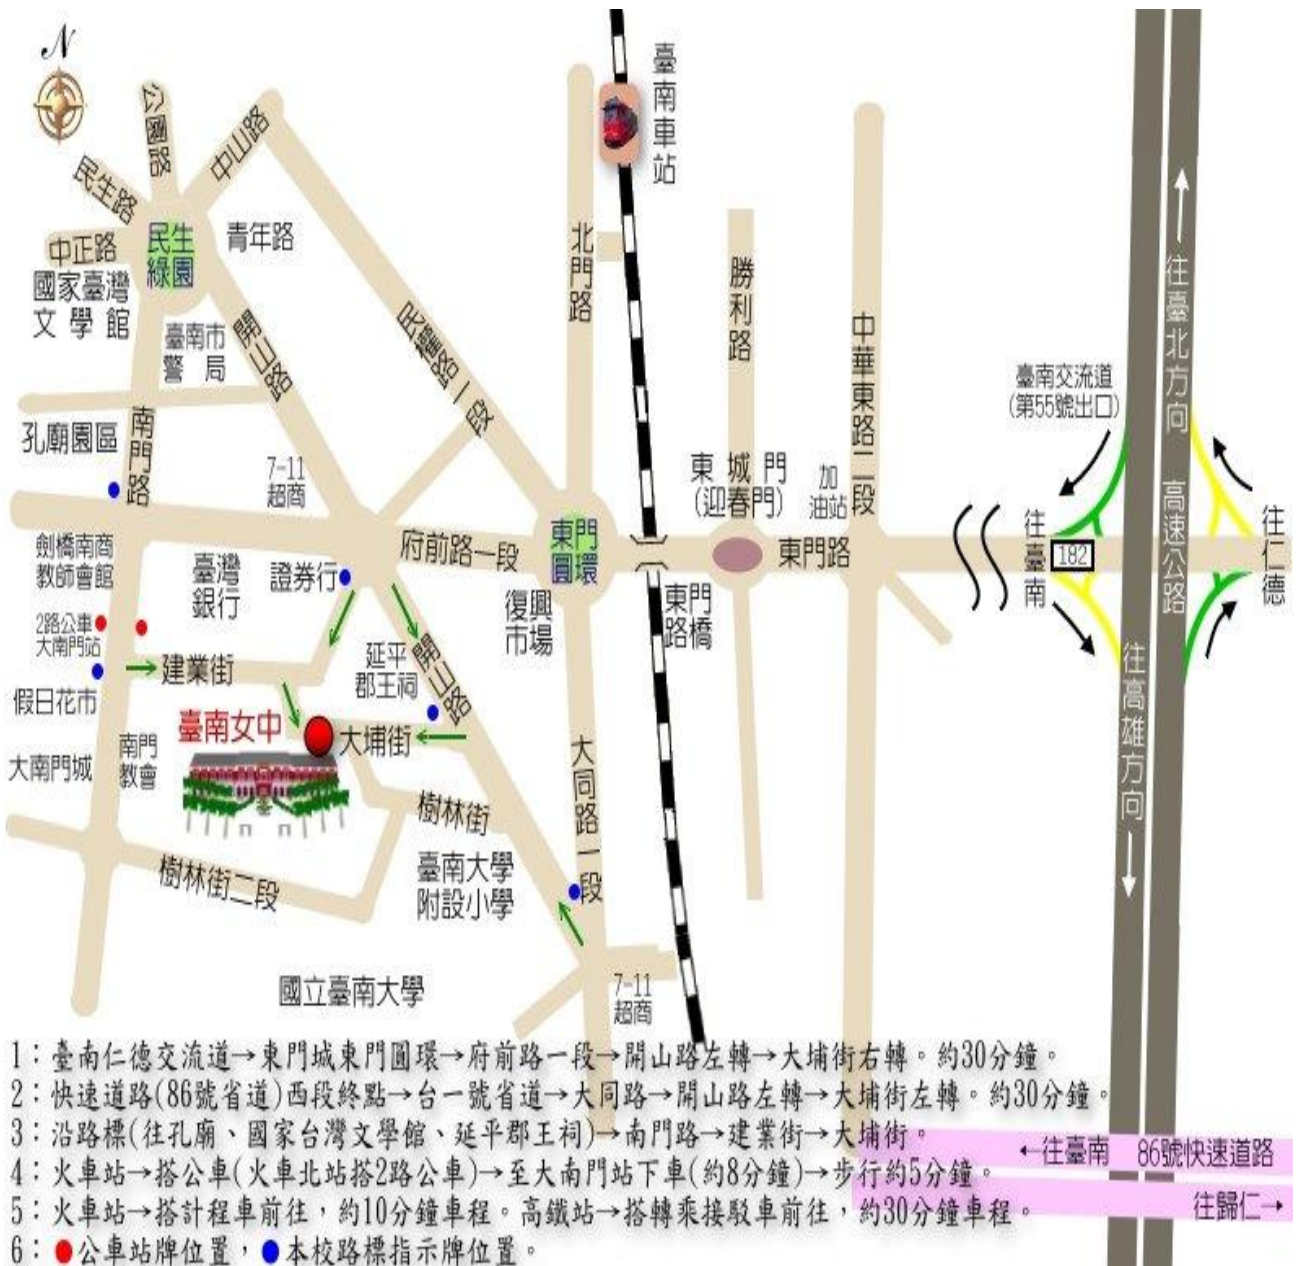 N
公園路
中山路
民生路
中正路
民生
綠園
青年路
國家臺灣
文學館
臺南市
警局
開山路
民權路一段
北門路
臺南車站
勝利路
中華東路二段
孔廟園區
南門路
7-11
超商
府前路一段
東門
圓環
東城門
(迎春門)
加
油站
東門路
臺南交流道
(第55號出口)
往臺北方向
高速公路
往臺南
182
往仁德
往高雄方向
劍橋南商
教師會館
臺灣
銀行
證券行
復興
市場
東門
路橋
2路公車
大南門站
建業街
延平
郡王祠
開山路
假日花市
臺南女中
大埔街
大南門城
南門
教會
樹林街
大同路一段
樹林街二段
臺南大學
附設小學
國立臺南大學
7-11
超商
1：臺南仁德交流道→東門城東門圓環→府前路一段→開山路左轉→大埔街右轉。約30分鐘。
2：快速道路(86號省道)西段終點→台一號省道→大同路→開山路左轉→大埔街左轉。約30分鐘。
3：沿路標(往孔廟、國家台灣文學館、延平郡王祠)→南門路→建業街→大埔街。
←往臺南 86號快速道路
4：火車站→搭公車(火車北站搭2路公車)→至大南門站下車(約8分鐘)→步行約5分鐘。
5：火車站→搭計程車前往，約10分鐘車程。高鐵站→搭轉乘接駁車前往，約30分鐘車程。
往歸仁→
6：●公車站牌位置，●本校路標指示牌位置。